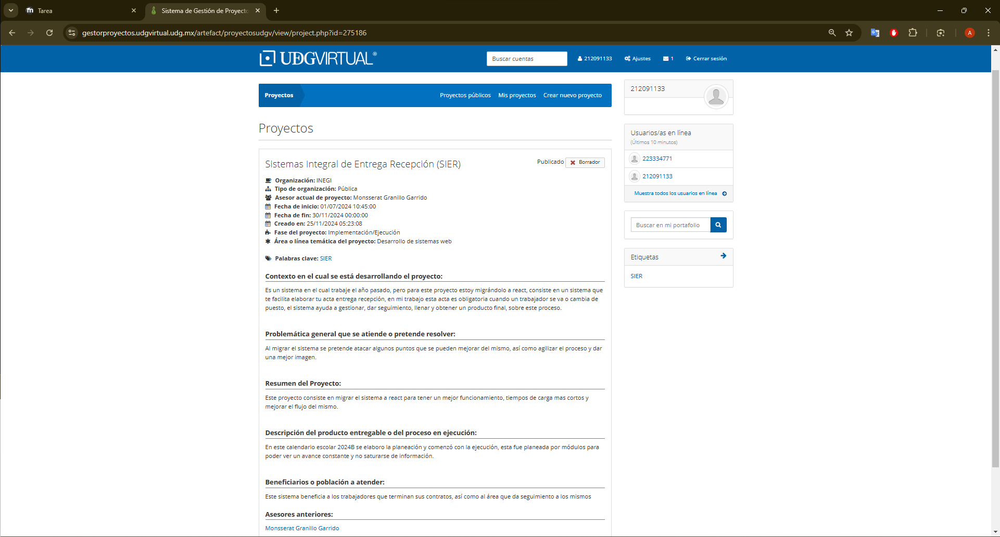 Tarea
Sistema de Gestión de Proyecto
gestorproyectos.udgvirtual.udg.mx/artefact/proyectosudgv/view/project.php?id=275186
A
UDGVIRTUAL®
Buscar cuentas
212091133
Ajustes
1
Cerrar sesión
Proyectos
Proyectos públicos
Mis proyectos
Crear nuevo proyecto
Proyectos
Sistemas Integral de Entrega Recepción (SIER)
Publicado
Borrador
Organización: INEGI
Tipo de organización: Pública
Asesor actual de proyecto: Monsserat Granillo Garrido
Fecha de inicio: 01/07/2024 10:45:00
Fecha de fin: 30/11/2024 00:00:00
Creado en: 25/11/2024 05:23:08
Fase del proyecto: Implementación/Ejecución
Área o línea temática del proyecto: Desarrollo de sistemas web
Palabras clave: SIER
Contexto en el cual se está desarrollando el proyecto:
Es un sistema en el cual trabaje el año pasado, pero para este proyecto estoy migrándolo a react, consiste en un sistema que
te facilita elaborar tu acta entrega recepción, en mi trabajo esta acta es obligatoria cuando un trabajador se va o cambia de
puesto, el sistema ayuda a gestionar, dar seguimiento, llenar y obtener un producto final, sobre este proceso.
Problemática general que se atiende o pretende resolver:
Al migrar el sistema se pretende atacar algunos puntos que se pueden mejorar del mismo, así como agilizar el proceso y dar
una mejor imagen.
Resumen del Proyecto:
Este proyecto consiste en migrar el sistema a react para tener un mejor funcionamiento, tiempos de carga mas cortos y
mejorar el flujo del mismo.
Descripción del producto entregable o del proceso en ejecución:
En este calendario escolar 2024B se elaboro la planeación y comenzó con la ejecución, esta fue planeada por módulos para
poder ver un avance constante y no saturarse de información.
Beneficiarios o población a atender:
Este sistema beneficia a los trabajadores que terminan sus contratos, así como al área que da seguimiento a los mismos
Asesores anteriores:
Monsserat Granillo Garrido
212091133
Usuarios/as en línea
(Últimos 10 minutos)
223334771
212091133
Muestra todos los usuarios en línea
Buscar en mi portafolio
Etiquetas
SIER